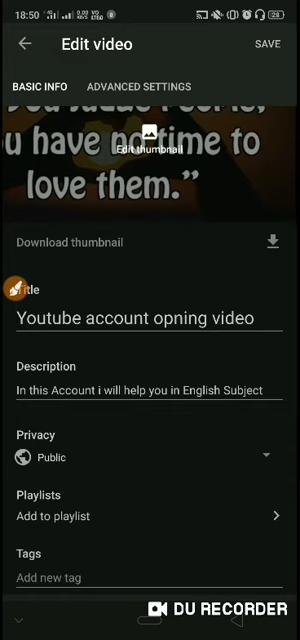 18:50
Edit video
SAVE
BASIC INFO
ADVANCED SETTINGS
u have no time to
Edit thumbnail
love them.”
Download thumbnail
Title
Youtube account opning video
Description
In this Account i will help you in English Subject
Privacy
Public
Playlists
Add to playlist
Tags
Add new tag
DU RECORDER